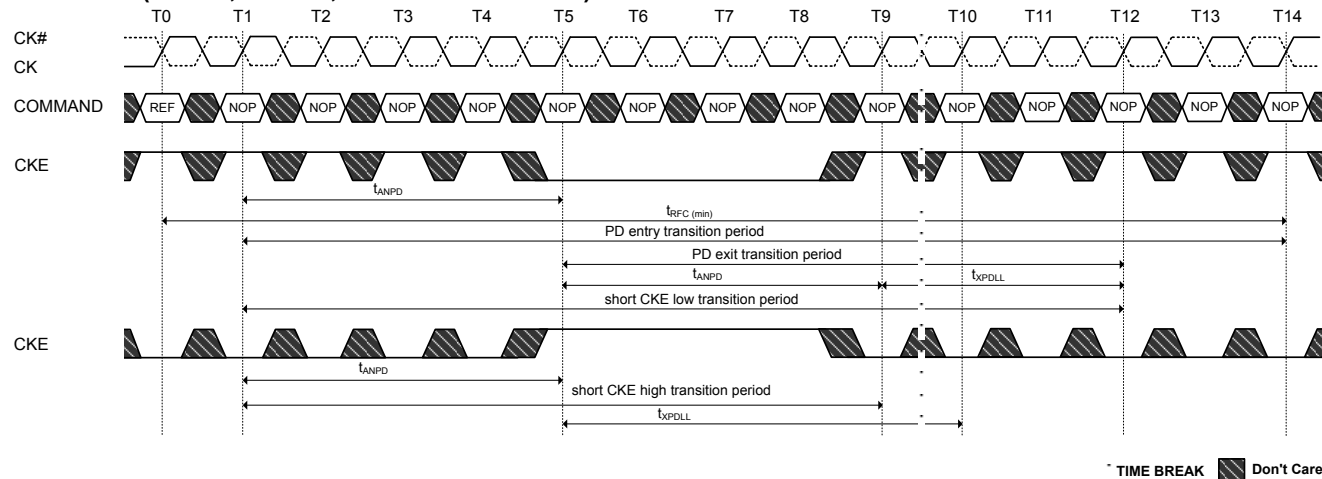 T0 T1 T2 T3 T4 T5 T6 T7 T8 T9 T10 T11 T12 T13 T14
CK#
CK
COMMAND REF NOP NOP NOP NOP NOP NOP NOP NOP NOP NOP NOP NOP NOP NOP
CKE
tANPD
tRFC (min)
PD entry transition period
PD exit transition period
tANPD tXPDLL
short CKE low transition period
CKE
tANPD
short CKE high transition period
tXPDLL
TIME BREAK Don't Care